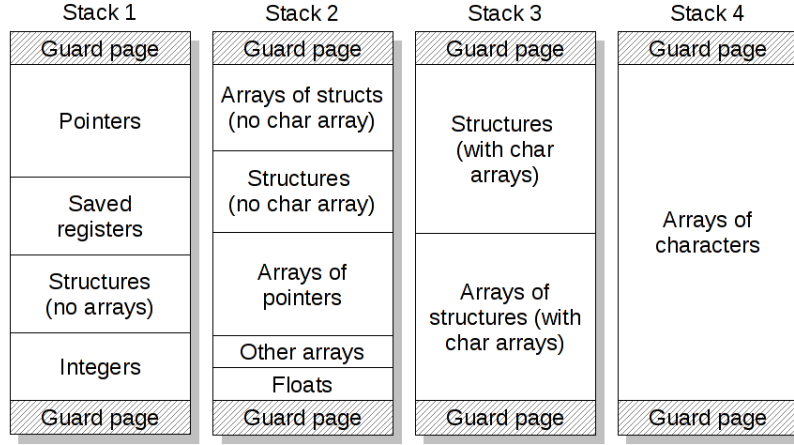 Stack 1
Guard page
Pointers
Saved
registers
Structures
(no arrays)
Integers
Guard page
Stack 2
Guard page
Arrays of structs
(no char array)
Structures
(no char array)
Arrays of
pointers
Other arrays
Floats
Guard page
Stack 3
Guard page
Structures
(with char
arrays)
Arrays of
structures (with
char arrays)
Guard page
Stack 4
Guard page
Arrays of
characters
Guard page